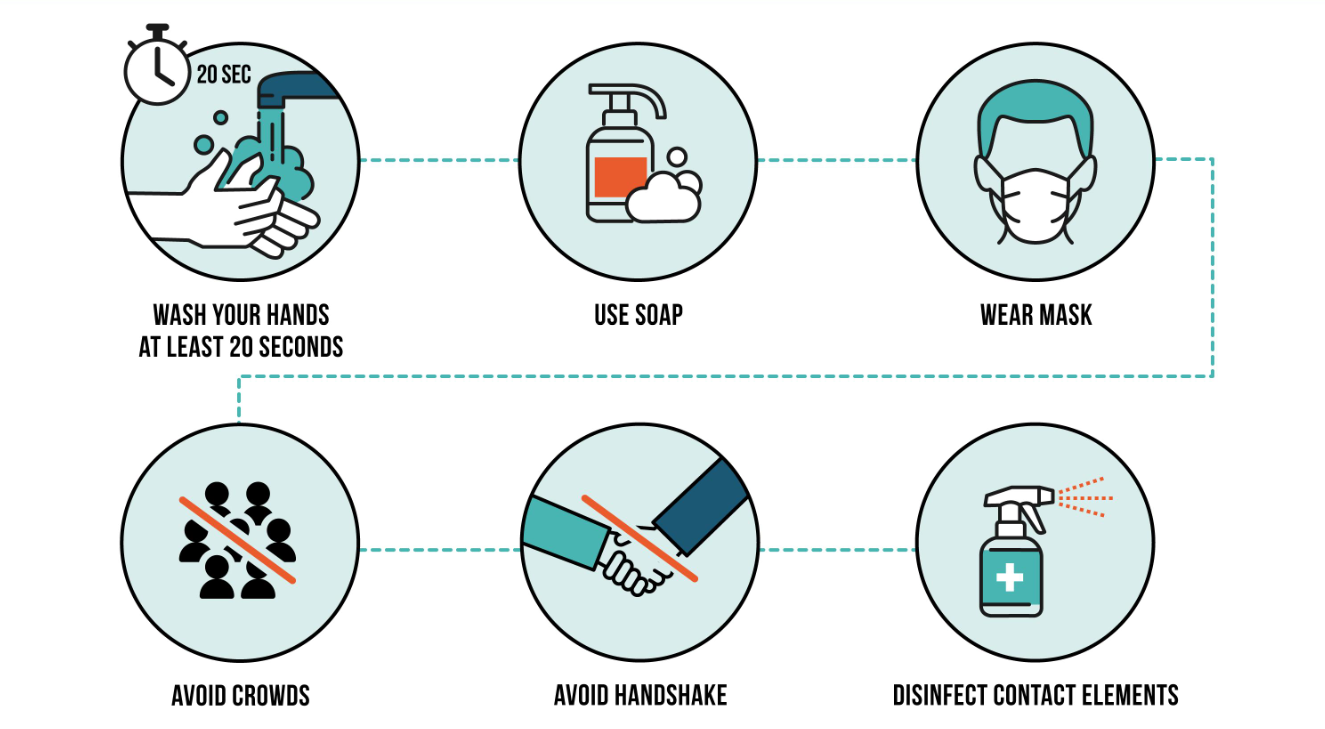 20 SEC
WASH YOUR HANDS
AT LEAST 20 SECONDS
USE SOAP
WEAR MASK
AVOID CROWDS
AVOID HANDSHAKE
DISINFECT CONTACT ELEMENTS